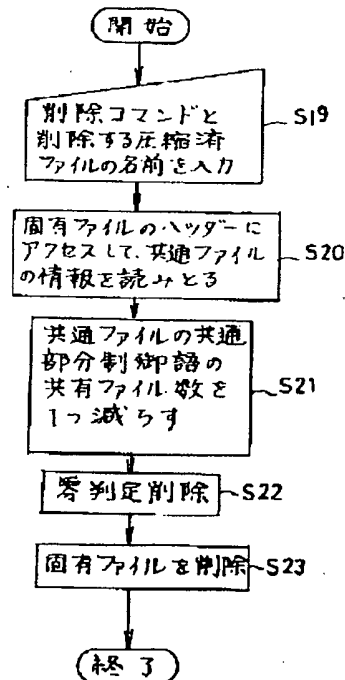 開始
削除コマンドと
削除する圧縮済
ファイルの名前を入力
S19
固有ファイルのヘッダーに
アクセスして、共通ファイル
の情報を読みとる
S20
共通ファイルの共通
部分制御語の
共有ファイル数を
1つ減らす
S21
零判定削除
S22
固有ファイルを削除
S23
終了